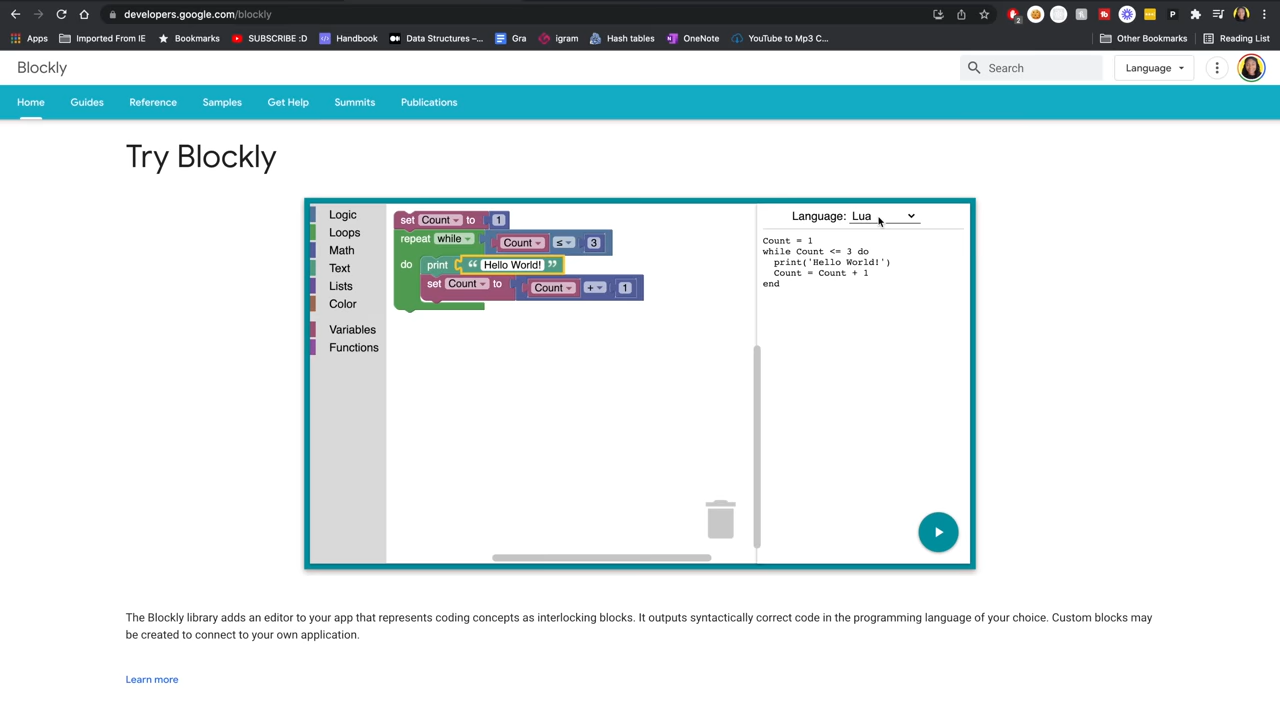 developers.google.com/blockly
2
P
Apps
Imported From IE
Bookmarks
SUBSCRIBE :D
Handbook
Data Structures –...
Gra
igram
Hash tables
OneNote
YouTube to Mp3 C...
Other Bookmarks
Reading List
Blockly
Search
Language
Home
Guides
Reference
Samples
Get Help
Summits
Publications
Try Blockly
Logic
Loops
Math
Text
Lists
Color
Variables
Functions
set Count to 1
repeat while Count ≤ 3
do print “ Hello World! ”
set Count to Count + 1
Language: Lua
Count = 1
while Count <= 3 do
print('Hello World!')
Count = Count + 1
end
The Blockly library adds an editor to your app that represents coding concepts as interlocking blocks. It outputs syntactically correct code in the programming language of your choice. Custom blocks may
be created to connect to your own application.
Learn more